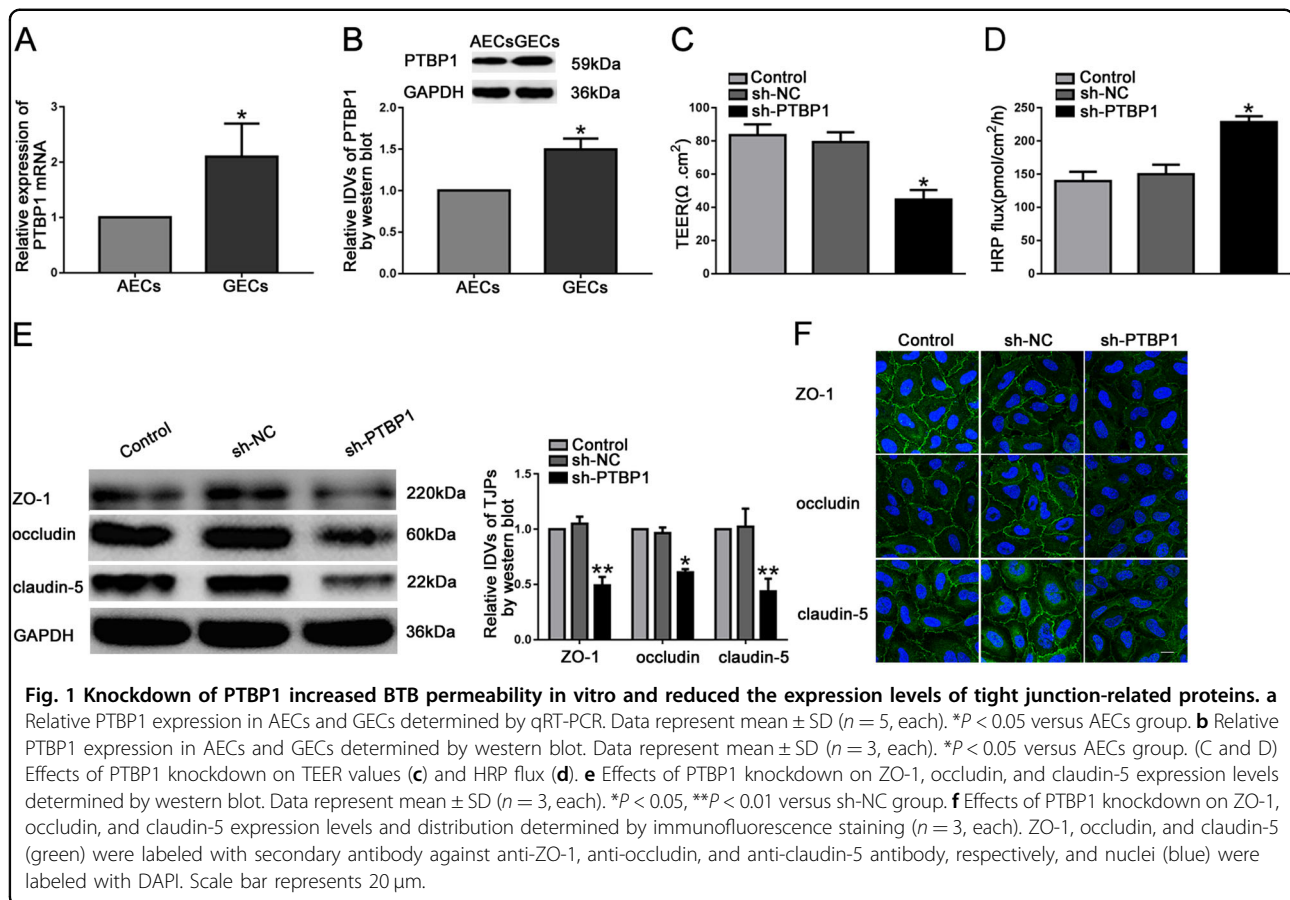 A
Relative expression of
PTBP1 mRNA
3
2
1
0
*
AECs
GECs
B
AECsGECs
PTBP1
59kDa
GAPDH
36kDa
Relative IDVs of PTBP1
by western blot
2.0
1.5
1.0
0.5
0.0
*
AECs
GECs
C
Control
sh-NC
sh-PTBP1
TEER(Ω .cm²)
100
80
60
40
20
0
*
D
Control
sh-NC
sh-PTBP1
HRP flux(pmol/cm²/h)
250
200
150
100
50
0
*
E
Control
sh-NC
sh-PTBP1
ZO-1
220kDa
occludin
60kDa
claudin-5
22kDa
GAPDH
36kDa
Control
sh-NC
sh-PTBP1
Relative IDVs of TJPs
by western blot
1.5
1.0
0.5
0.0
**
*
**
ZO-1
occludin
claudin-5
F
Control
sh-NC
sh-PTBP1
ZO-1
occludin
claudin-5
Fig. 1 Knockdown of PTBP1 increased BTB permeability in vitro and reduced the expression levels of tight junction-related proteins. a
Relative PTBP1 expression in AECs and GECs determined by qRT-PCR. Data represent mean ± SD (n = 5, each). *P < 0.05 versus AECs group. b Relative
PTBP1 expression in AECs and GECs determined by western blot. Data represent mean ± SD (n = 3, each). *P < 0.05 versus AECs group. (C and D)
Effects of PTBP1 knockdown on TEER values (c) and HRP flux (d). e Effects of PTBP1 knockdown on ZO-1, occludin, and claudin-5 expression levels
determined by western blot. Data represent mean ± SD (n = 3, each). *P < 0.05, **P < 0.01 versus sh-NC group. f Effects of PTBP1 knockdown on ZO-1,
occludin, and claudin-5 expression levels and distribution determined by immunofluorescence staining (n = 3, each). ZO-1, occludin, and claudin-5
(green) were labeled with secondary antibody against anti-ZO-1, anti-occludin, and anti-claudin-5 antibody, respectively, and nuclei (blue) were
labeled with DAPI. Scale bar represents 20 μm.